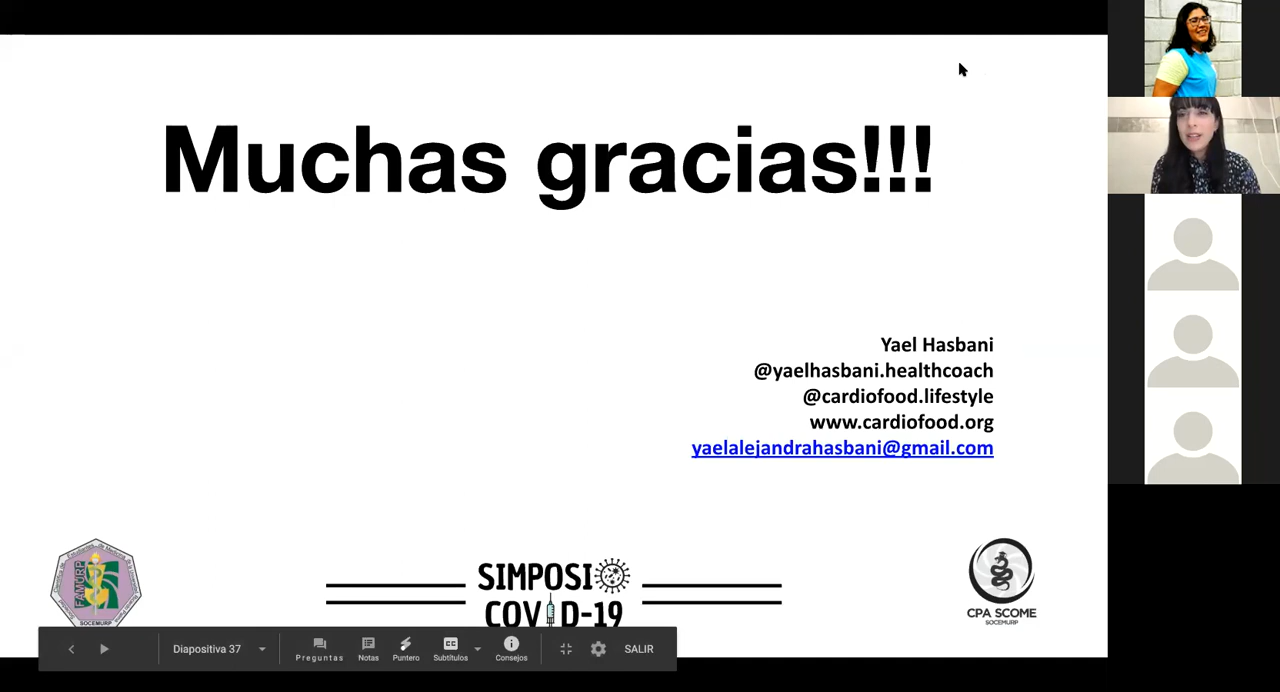 Muchas gracias!!!
Yael Hasbani
@yaelhasbani.healthcoach
@cardiofood.lifestyle
www.cardiofood.org
yaelalejandrahasbani@gmail.com
FAMURP
SOCEMURP
SIMPOSIO
COVID-19
CPA SCOME
SOCEMURP
Diapositiva 37
Preguntas
Notas
Puntero
CC
Subtítulos
Consejos
SALIR